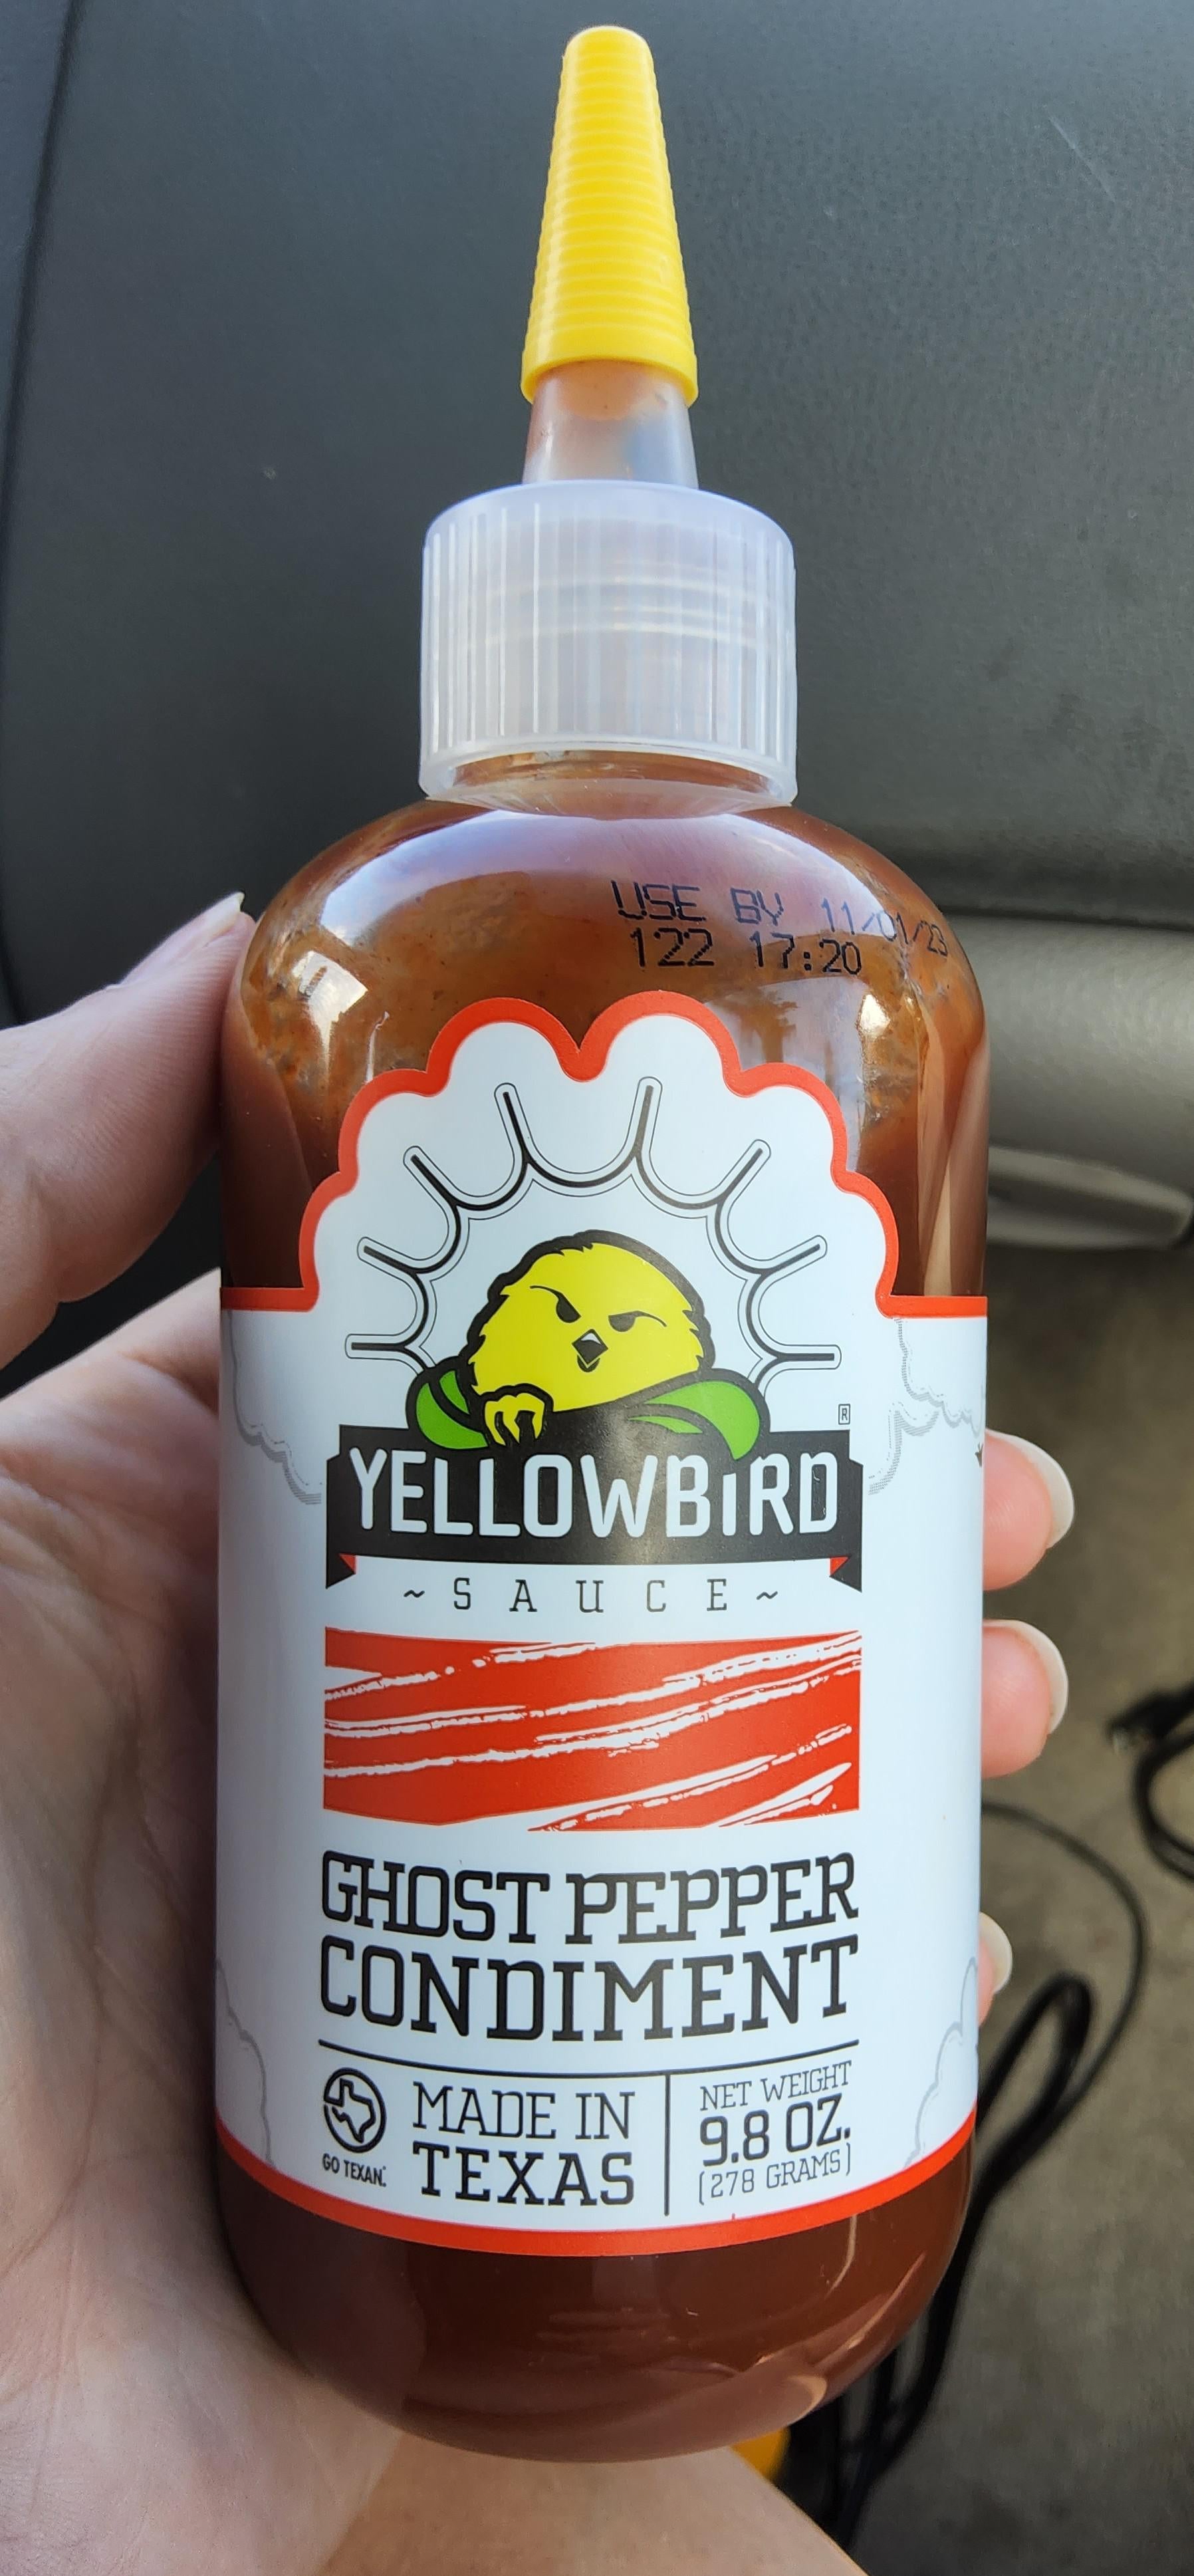 USE BY 11/01/23
122 17:20
YELLOWBIRD
®
~SAUCE~
GHOST PEPPER
CONDIMENT
GO TEXAN.
MADE IN
TEXAS
NET WEIGHT
9.8 OZ.
(278 GRAMS)